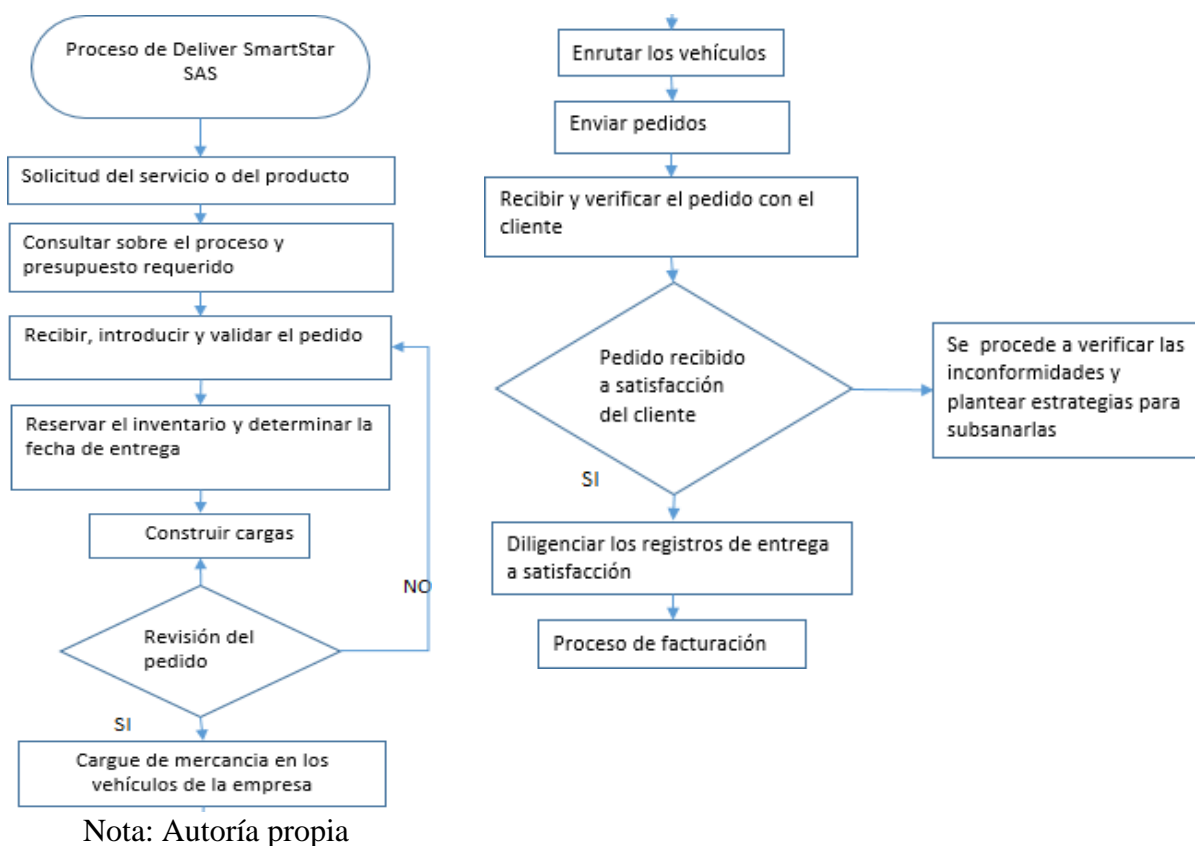 Proceso de Deliver SmartStar
SAS
Solicitud del servicio o del producto
Consultar sobre el proceso y
presupuesto requerido
Recibir, introducir y validar el pedido
Reservar el inventario y determinar la
fecha de entrega
Construir cargas
NO
Revisión del
pedido
SI
Cargue de mercancia en los
vehículos de la empresa
Enrutar los vehículos
Enviar pedidos
Recibir y verificar el pedido con el
cliente
Pedido recibido
a satisfacción
del cliente
Se procede a verificar las
inconformidades y
plantear estrategias para
subsanarlas
SI
Diligenciar los registros de entrega
a satisfacción
Proceso de facturación
Nota: Autoría propia